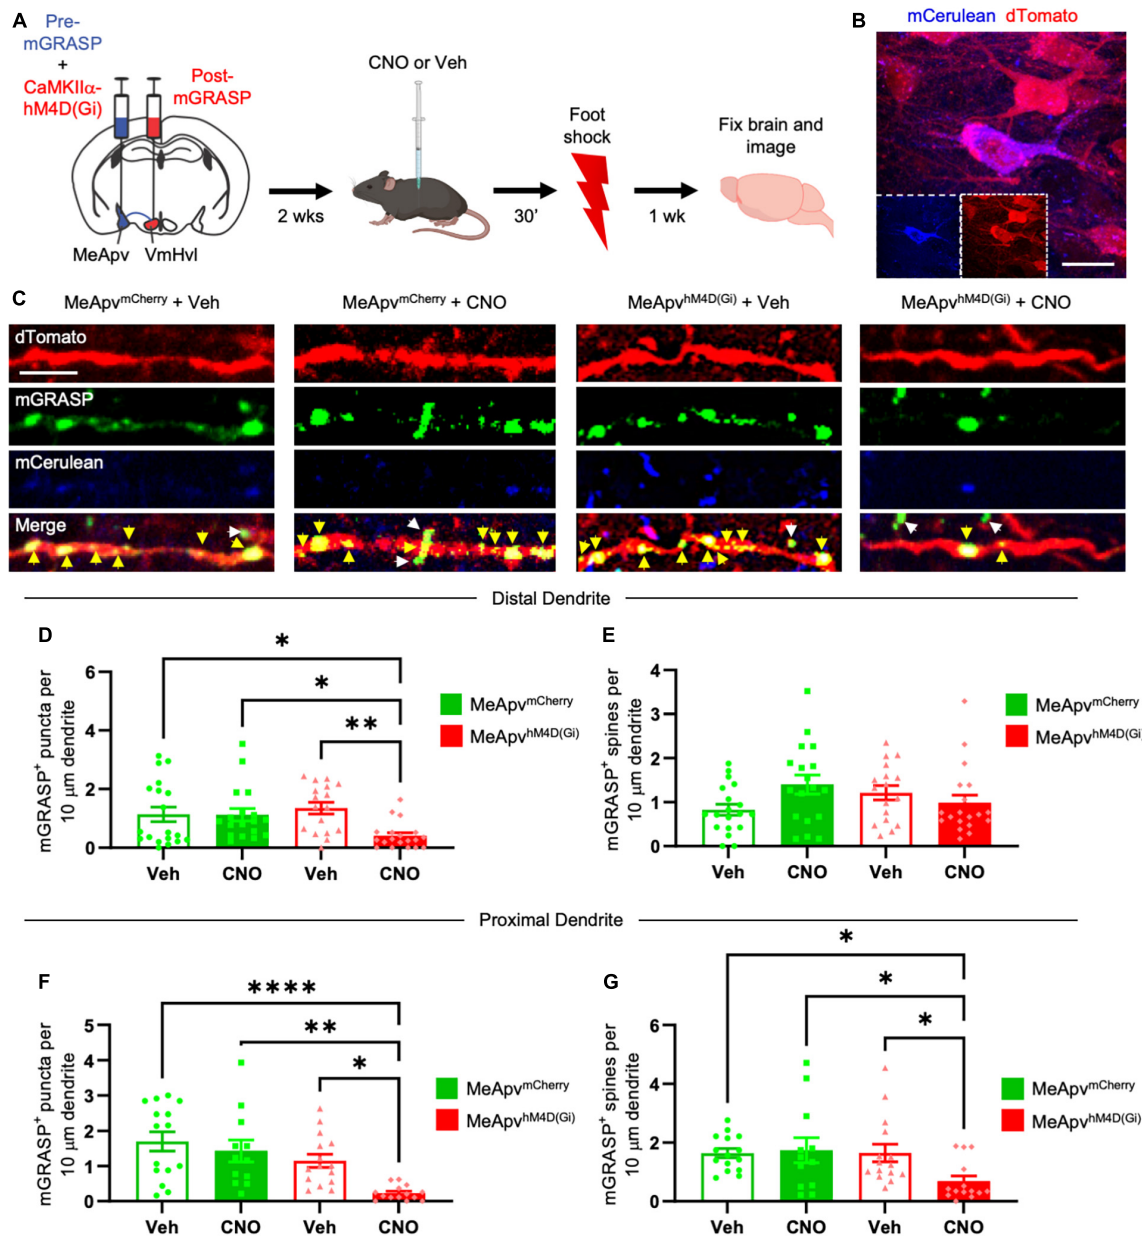 A
Pre-
mGRASP
+
CaMKIIα-
hM4D(Gi)
Post-
mGRASP
MeApv VmHvl
2 wks
CNO or Veh
30'
Foot
shock
1 wk
Fix brain and
image
B
mCerulean dTomato
C
MeApvmCherry + Veh
MeApvmCherry + CNO
MeApvhM4D(Gi) + Veh
MeApvhM4D(Gi) + CNO
dTomato
mGRASP
mCerulean
Merge
Distal Dendrite
D
mGRASP+ puncta per
10 µm dendrite
6
4
2
0
*
*
**
Veh CNO Veh CNO
MeApvmCherry
MeApvhM4D(Gi)
E
mGRASP+ spines per
10 µm dendrite
4
3
2
1
0
Veh CNO Veh CNO
MeApvmCherry
MeApvhM4D(Gi)
Proximal Dendrite
F
mGRASP+ puncta per
10 µm dendrite
5
4
3
2
1
0
****
**
*
Veh CNO Veh CNO
MeApvmCherry
MeApvhM4D(Gi)
G
mGRASP+ spines per
10 µm dendrite
6
4
2
0
*
*
*
Veh CNO Veh CNO
MeApvmCherry
MeApvhM4D(Gi)